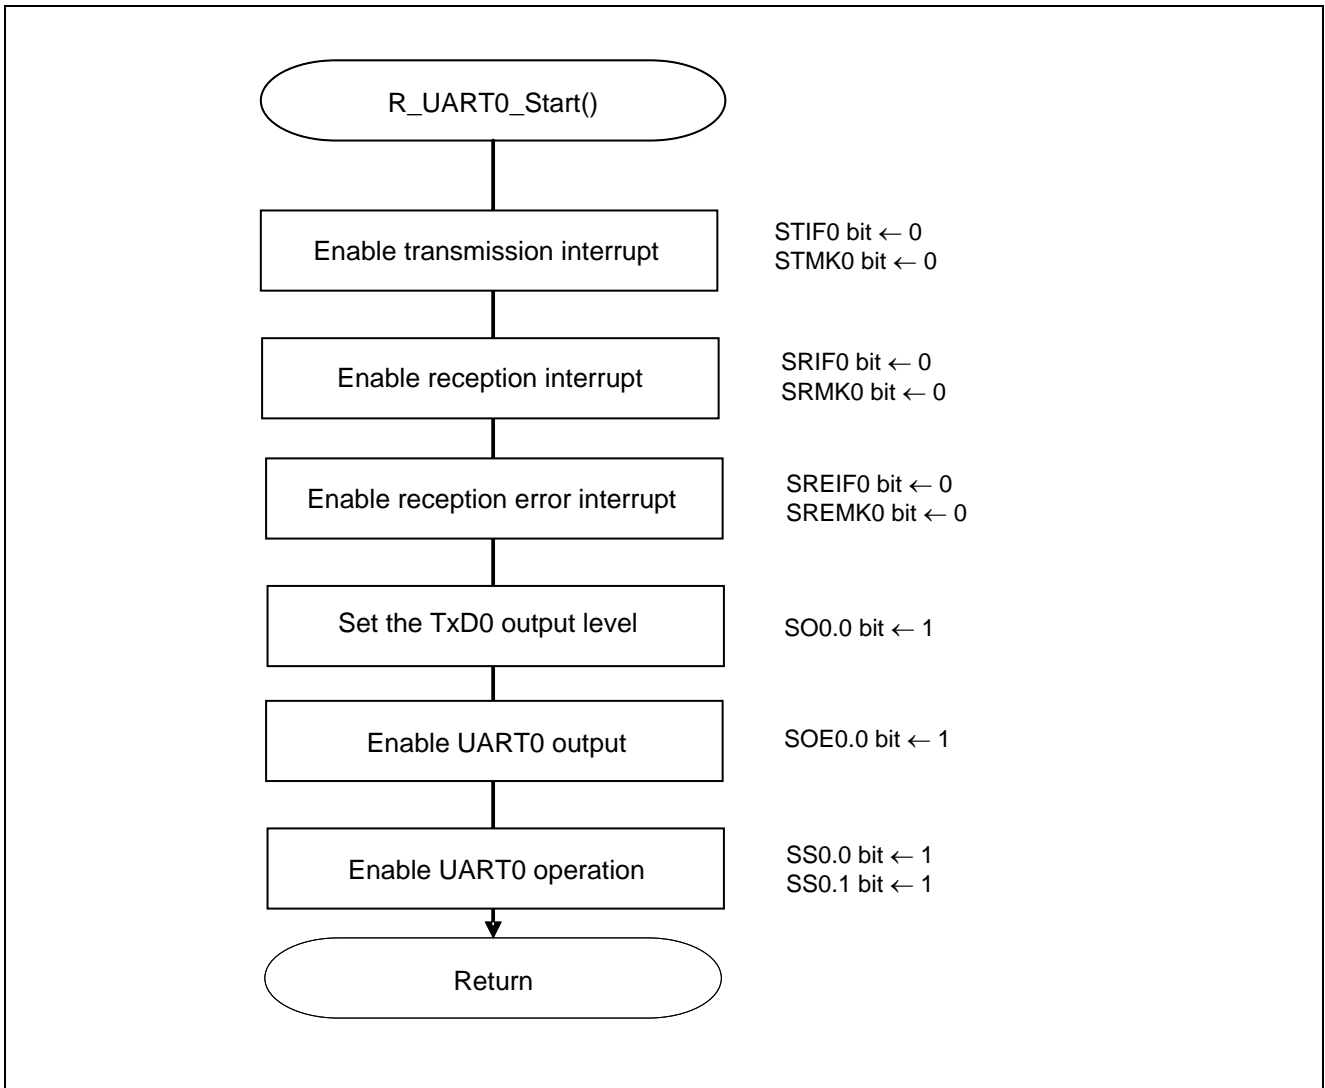 R_UART0_Start()
Enable transmission interrupt
STIF0 bit ← 0
STMK0 bit ← 0
Enable reception interrupt
SRIF0 bit ← 0
SRMK0 bit ← 0
Enable reception error interrupt
SREIF0 bit ← 0
SREMK0 bit ← 0
Set the TxD0 output level
SO0.0 bit ← 1
Enable UART0 output
SOE0.0 bit ← 1
Enable UART0 operation
SS0.0 bit ← 1
SS0.1 bit ← 1
Return